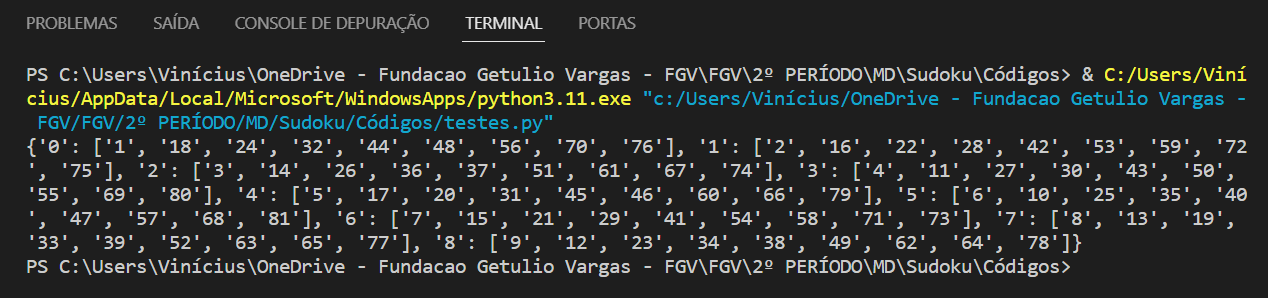 PROBLEMAS SAÍDA CONSOLE DE DEPURAÇÃO TERMINAL PORTAS
PS C:\Users\Vinícius\OneDrive - Fundacao Getulio Vargas - FGV\FGV\2º PERÍODO\MD\Sudoku\Códigos> & C:/Users/Viní
cius/AppData/Local/Microsoft/WindowsApps/python3.11.exe "c:/Users/Vinícius/OneDrive - Fundacao Getulio Vargas -
FGV/FGV/2º PERÍODO/MD/Sudoku/Códigos/testes.py"
{'0': ['1', '18', '24', '32', '44', '48', '56', '70', '76'], '1': ['2', '16', '22', '28', '42', '53', '59', '72
', '75'], '2': ['3', '14', '26', '36', '37', '51', '61', '67', '74'], '3': ['4', '11', '27', '30', '43', '50',
'55', '69', '80'], '4': ['5', '17', '20', '31', '45', '46', '60', '66', '79'], '5': ['6', '10', '25', '35', '40
', '47', '57', '68', '81'], '6': ['7', '15', '21', '29', '41', '54', '58', '71', '73'], '7': ['8', '13', '19',
'33', '39', '52', '63', '65', '77'], '8': ['9', '12', '23', '34', '38', '49', '62', '64', '78']}
PS C:\Users\Vinícius\OneDrive - Fundacao Getulio Vargas - FGV\FGV\2º PERÍODO\MD\Sudoku\Códigos>